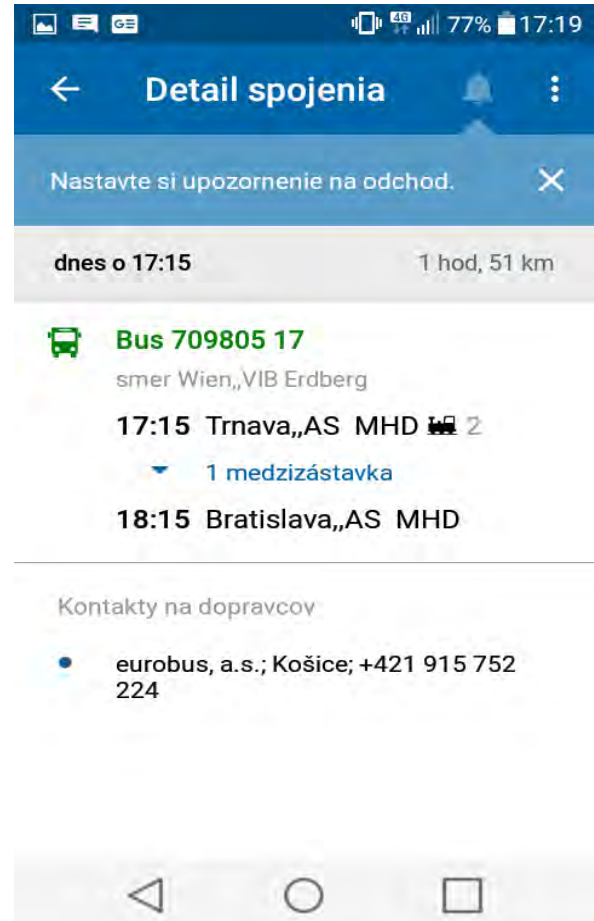 4G 77% 17:19
Detail spojenia
Nastavte si upozornenie na odchod.
dnes o 17:15 1 hod, 51 km
Bus 709805 17
smer Wien,,VIB Erdberg
17:15 Trnava,,AS MHD 2
1 medzizástavka
18:15 Bratislava,,AS MHD
Kontakty na dopravcov
eurobus, a.s.; Košice; +421 915 752
224